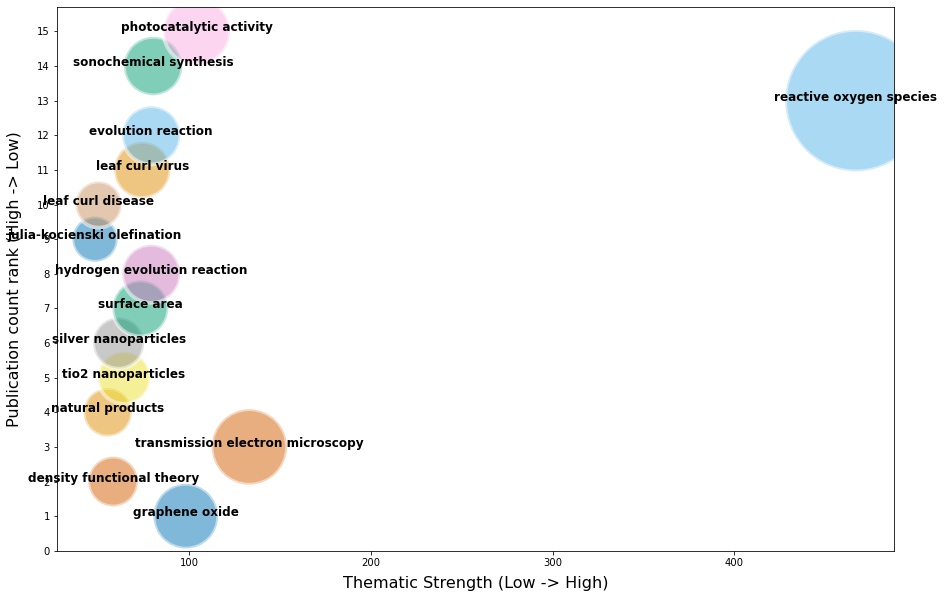 15
photocatalytic activity
14
sonochemical synthesis
13
reactive oxygen species
12
evolution reaction
11
leaf curl virus
10
leaf curl disease
9
olefination
8
hydrogen evolution reaction
7
surface area
6
silver nanoparticles
5
tio2 nanoparticles
4
natural products
3
transmission electron microscopy
2
density functional theory
1
graphene oxide
0
100
200
300
400
Publication count rank (High -> Low)
Thematic Strength (Low -> High)